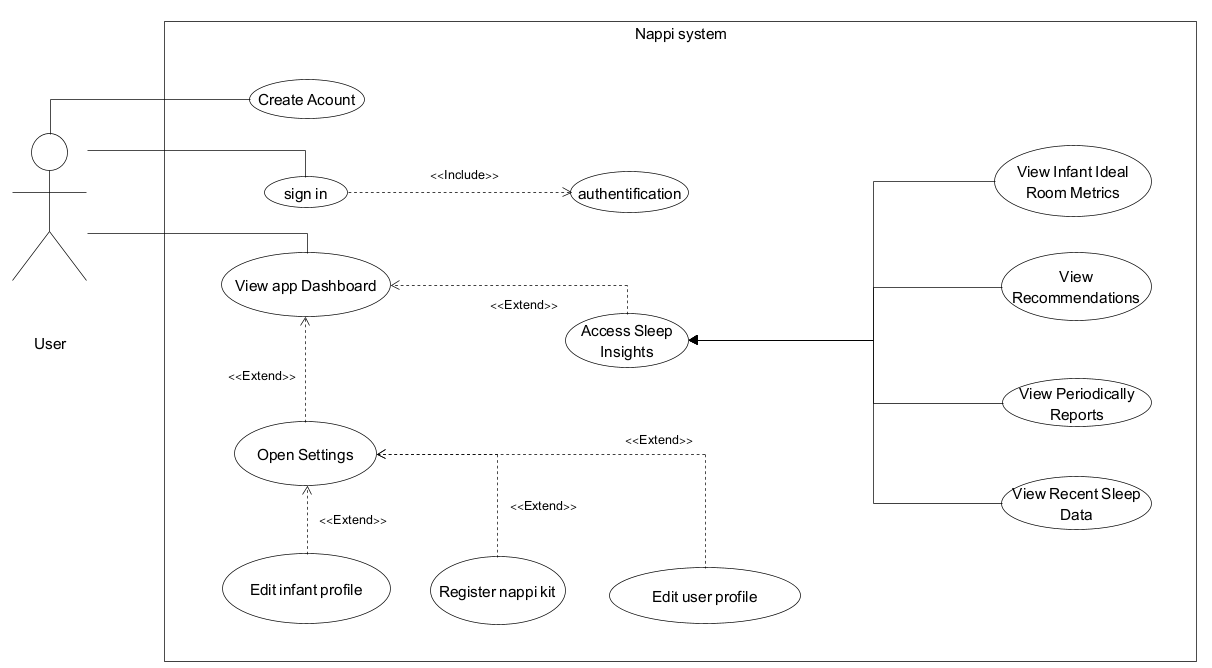 Nappi system
Create Acount
sign in
<<Include>>
authentification
View Infant Ideal
Room Metrics
View app Dashboard
<<Extend>>
View
Recommendations
Access Sleep
Insights
User
<<Extend>>
View Periodically
Reports
Open Settings
<<Extend>>
View Recent Sleep
Data
<<Extend>>
<<Extend>>
Edit infant profile
Register nappi kit
Edit user profile